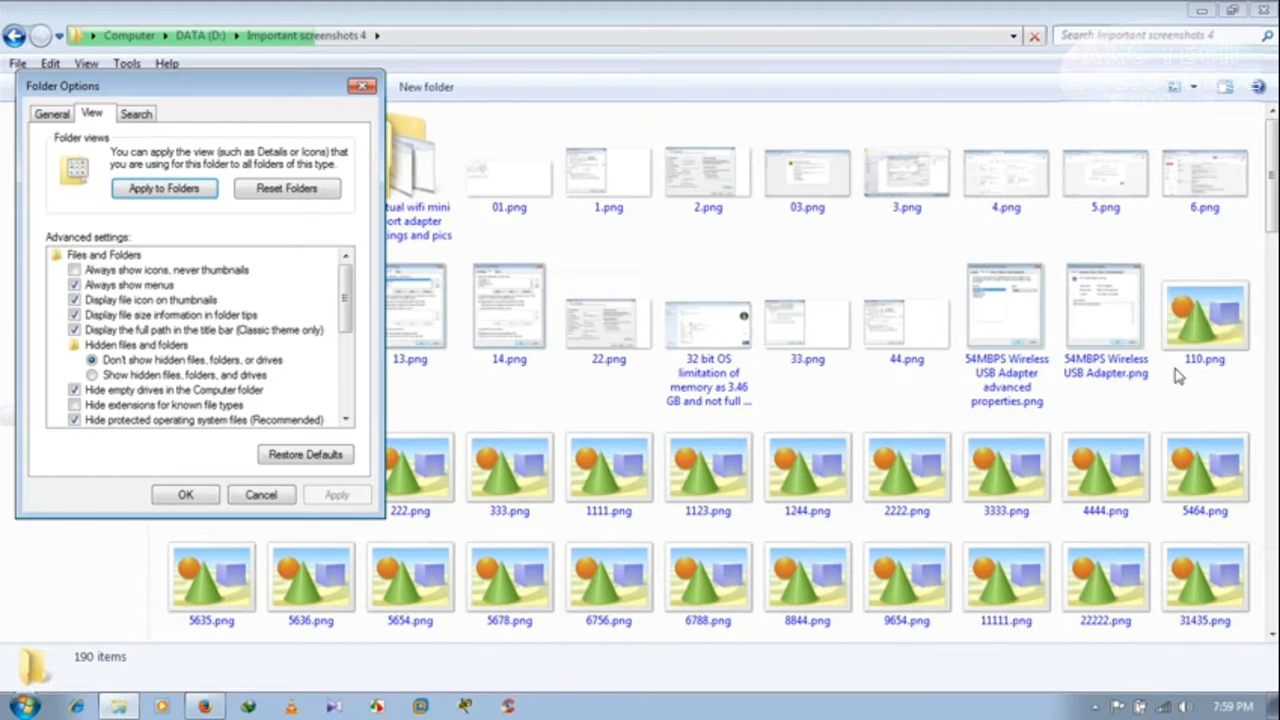 Computer DATA (D:) Important screenshots 4
Search Important screenshots 4
File Edit View Tools Help
Folder Options
New folder
General View Search
Folder views
You can apply the view (such as Details or Icons) that
you are using for this folder to all folders of this type.
Apply to Folders Reset Folders
Advanced settings:
Files and Folders
Always show icons, never thumbnails
Always show menus
Display file icon on thumbnails
Display file size information in folder tips
Display the full path in the title bar (Classic theme only)
Hidden files and folders
Don't show hidden files, folders, or drives
Show hidden files, folders, and drives
Hide empty drives in the Computer folder
Hide extensions for known file types
Hide protected operating system files (Recommended)
Restore Defaults
OK Cancel Apply
tual wifi mini
ort adapter
ings and pics
01.png 1.png 2.png 03.png 3.png 4.png 5.png 6.png
13.png 14.png 22.png
32 bit OS
limitation of
memory as 3.46
GB and not full ...
33.png 44.png
54MBPS Wireless
USB Adapter
advanced
properties.png
54MBPS Wireless
USB Adapter.png
110.png
222.png 333.png 1111.png 1123.png 1244.png 2222.png 3333.png 4444.png 5464.png
5635.png 5636.png 5654.png 5678.png 6756.png 6788.png 8844.png 9654.png 11111.png 22222.png 31435.png
190 items
7:59 PM